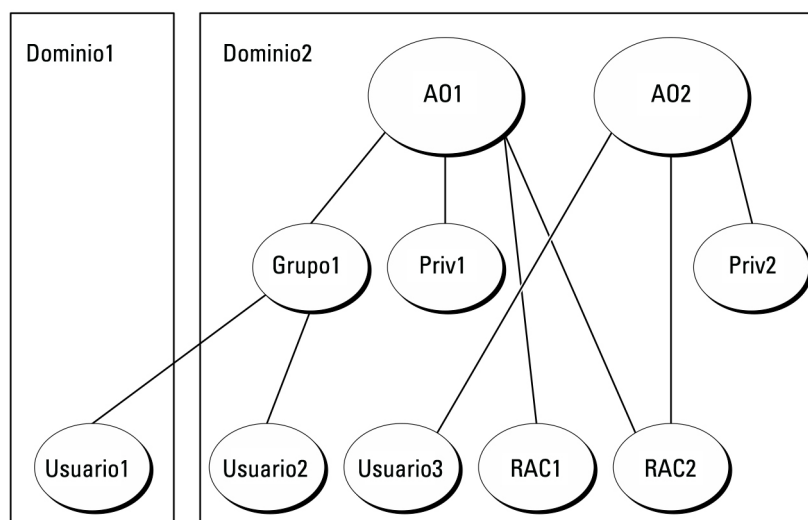 Dominio1
Dominio2
AO1
AO2
Grupo1
Priv1
Priv2
Usuario1
Usuario2
Usuario3
RAC1
RAC2